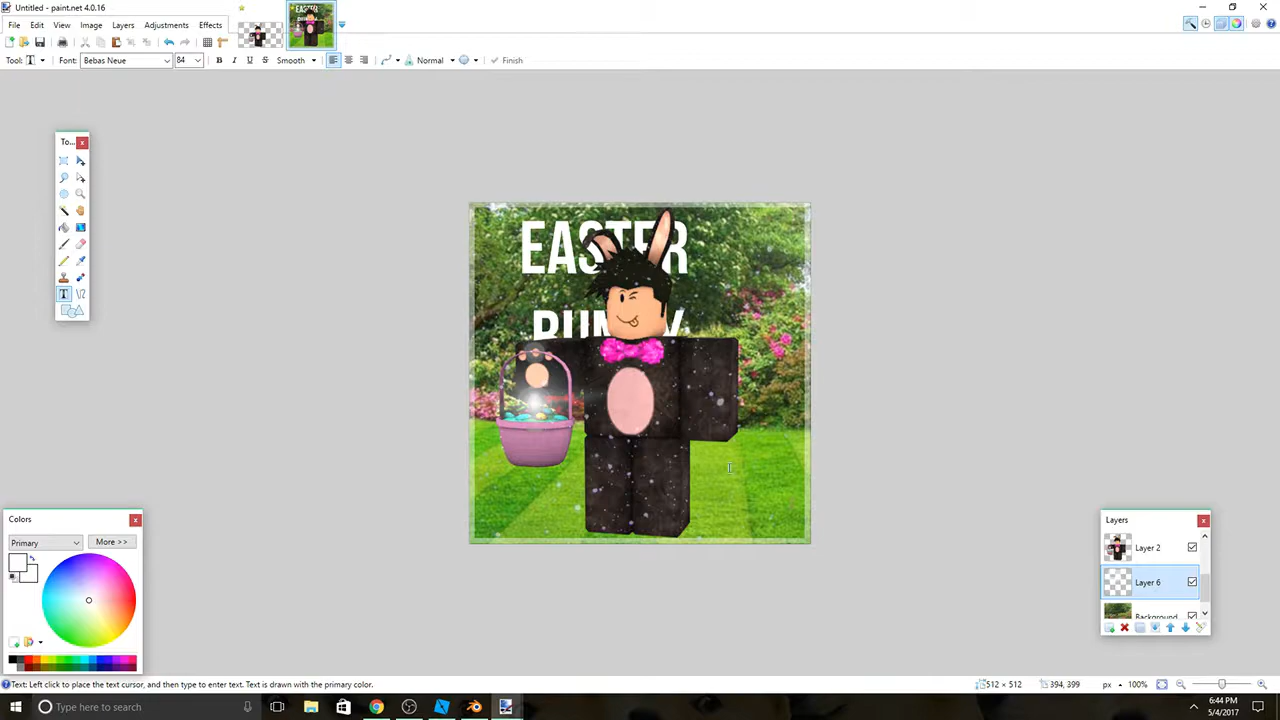 Untitled - paint.net 4.0.16
File Edit View Image Layers Adjustments Effects
Tool: T Font: Bebas Neue 84 B I U S Smooth Normal Finish
To... x
EASTER
BUNNY
Colors x
Primary More >>
Layers x
Layer 2
Layer 6
Background
Text: Left click to place the text cursor, and then type to enter text. Text is drawn with the primary color.
512 × 512 394, 399 px 100%
Type here to search
6:44 PM
5/4/2017